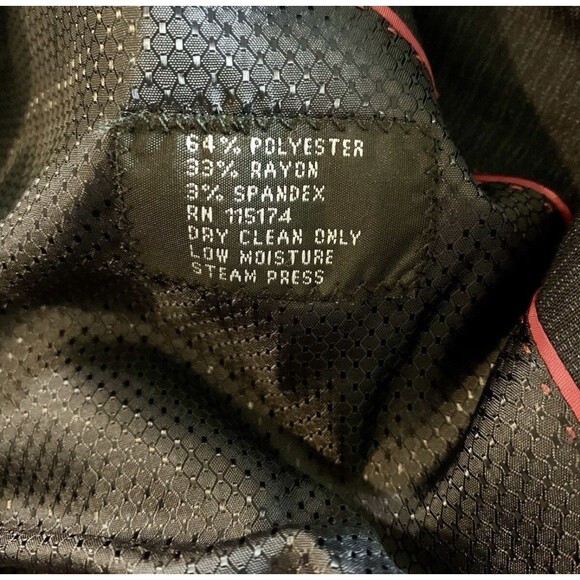 64% POLYESTER
33% RAYON
3% SPANDEX
RN 115174
DRY CLEAN ONLY
LOW MOISTURE
STEAM PRESS